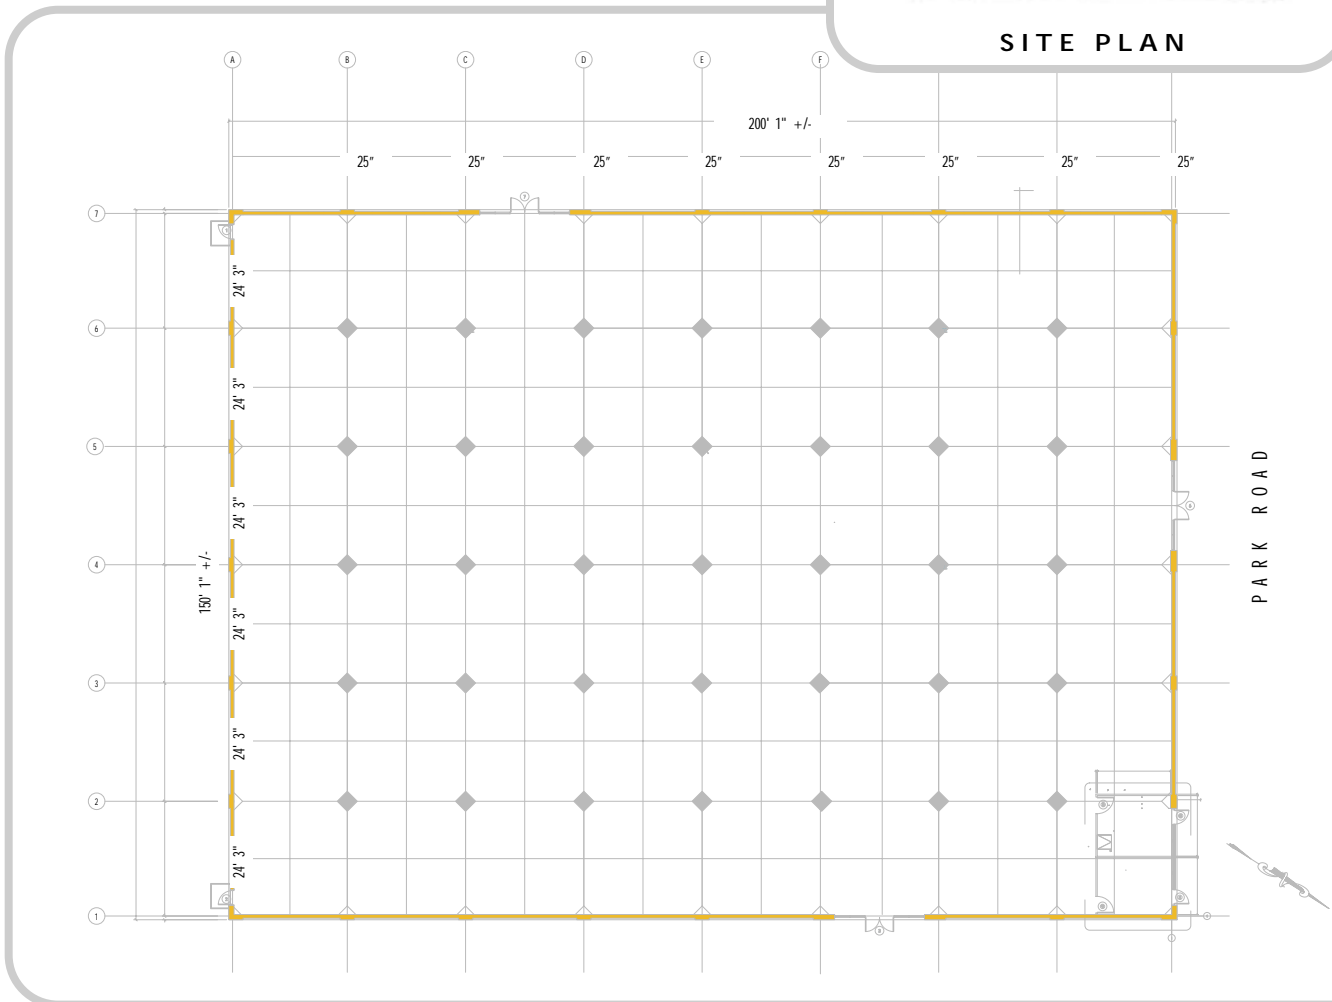 SITE PLAN
A B C D E F
200' 1" +/-
25" 25" 25" 25" 25" 25" 25" 25"
7
24' 3"
6
24' 3"
5
24' 3"
4
150' 1" +/-
24' 3"
3
24' 3"
2
24' 3"
1
PARK ROAD
M